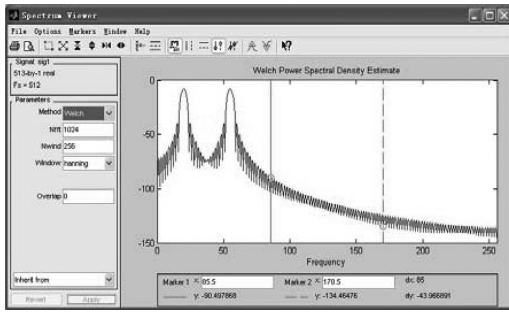 Spectrum Viewer
File Options Markers Window Help
Signal: sig1
513-by-1 real
Fs = 512
Parameters
Method Welch
Nfft 1024
Nwind 256
Window hanning
Overlap 0
Inherit from
Revert Apply
Welch Power Spectral Density Estimate
0
-50
-100
-150
0 50 100 150 200 250
Frequency
Marker 1 X: 85.5 Marker 2 X: 170.5 dx: 85
y: -90.497868 y: -134.46476 dy: -43.966891